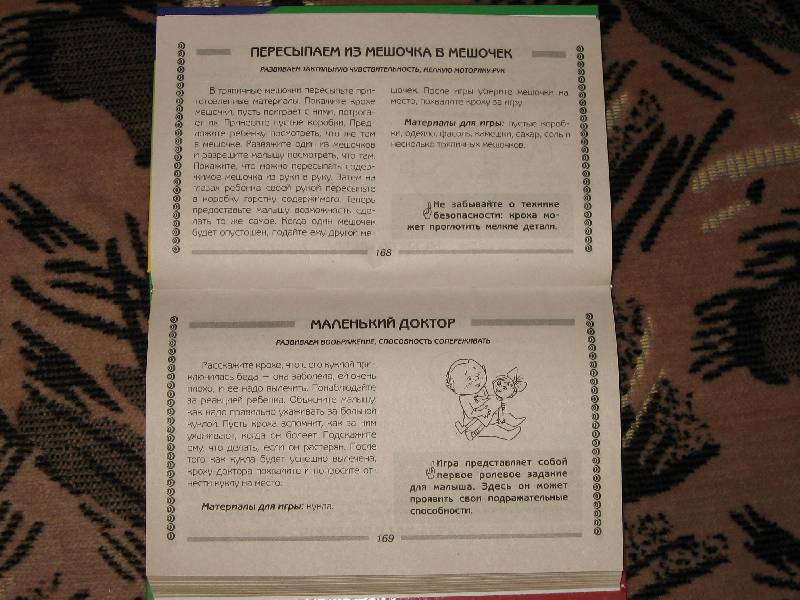 ПЕРЕСЫПАЕМ ИЗ МЕШОЧКА В МЕШОЧЕК
РАЗВИВАЕМ ТАКТИЛЬНУЮ ЧУВСТВИТЕЛЬНОСТЬ, МЕЛКУЮ МОТОРИКУ РУК
В тряпичные мешочки пересыпьте при-
готовленные материалы. Покажите крохе
мешочки, пусть поиграет с ними, потрога-
ет их. Принесите пустые коробки. Пред-
ложите ребенку посмотреть, что же там
в мешочке. Развяжите один из мешочков
и разрешите малышу посмотреть, что там.
Покажите, что можно пересыпать содер-
жимое мешочка из руки в руку. Затем на
глазах ребенка своей рукой пересыпьте
в коробку горстку содержимого. Теперь
предоставьте малышу возможность сде-
лать то же самое. Когда один мешочек
будет опустошен, подайте ему другой ме-
шочек. После игры уберите мешочки на
место, похвалите кроху за игру.
Материалы для игры: пустые короб-
ки, одеяло, фасоль, камешки, сахар, соль и
несколько тряпичных мешочков.
Не забывайте о технике
безопасности: кроха мо-
жет проглотить мелкие детали.
168
МАЛЕНЬКИЙ ДОКТОР
РАЗВИВАЕМ ВООБРАЖЕНИЕ, СПОСОБНОСТЬ СОПЕРЕЖИВАТЬ
Расскажите крохе, что с его куклой при-
ключилась беда — она заболела, ей очень
плохо, и ее надо вылечить. Понаблюдайте
за реакцией ребенка. Объясните малышу,
как надо правильно ухаживать за больной
куклой. Пусть кроха вспомнит, как за ним
ухаживают, когда он болеет. Подскажите
ему, что делать, если он растерян. После
того как кукла будет успешно вылечена,
кроху-доктора похвалите и попросите от-
нести куклу на место.
Материалы для игры: кукла.
Игра представляет собой
первое ролевое задание
для малыша. Здесь он может
проявить свои подражательные
способности.
169